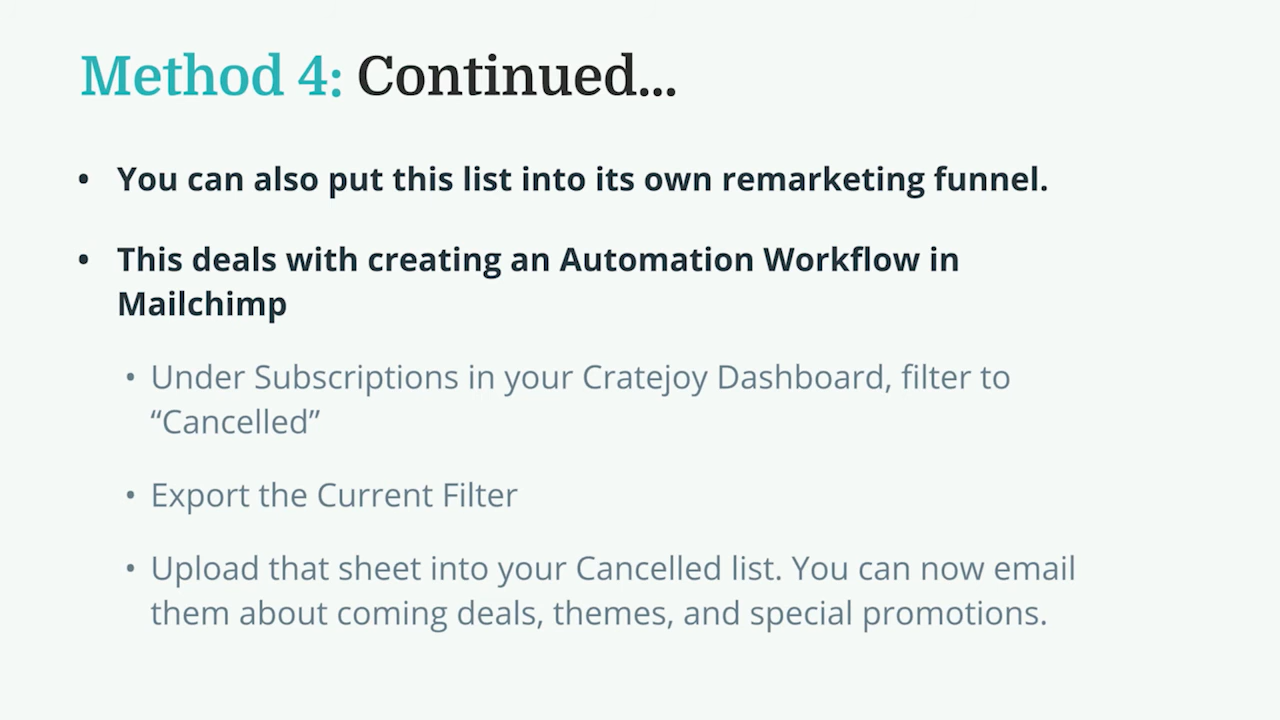 Method 4: Continued...
• You can also put this list into its own remarketing funnel.
• This deals with creating an Automation Workflow in
Mailchimp
• Under Subscriptions in your Cratejoy Dashboard, filter to
“Cancelled”
• Export the Current Filter
• Upload that sheet into your Cancelled list. You can now email
them about coming deals, themes, and special promotions.